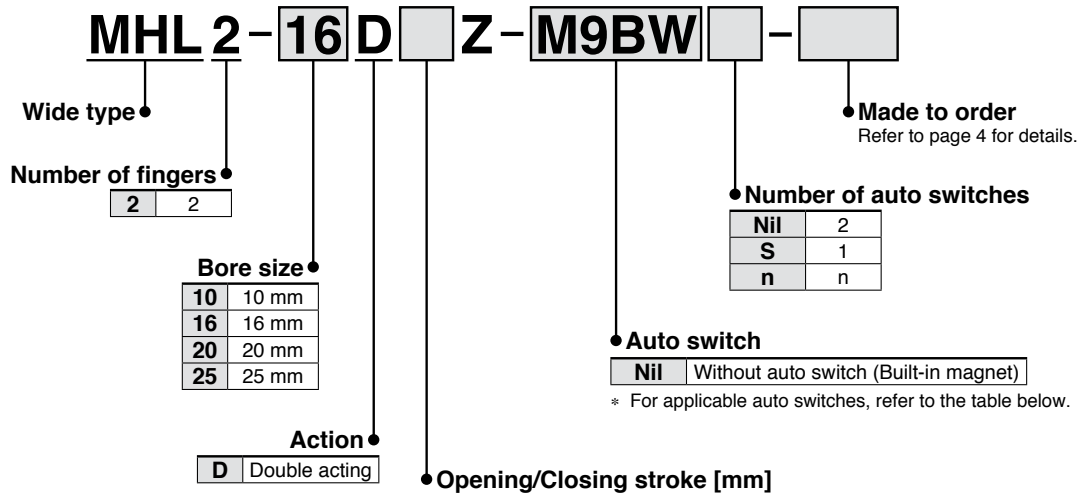 MHL 2 - 16 D Z - M9BW -
Wide type
Made to order
Refer to page 4 for details.
Number of fingers
2 2
Number of auto switches
Nil 2
S 1
n n
Bore size
10 10 mm
16 16 mm
20 20 mm
25 25 mm
Auto switch
Nil Without auto switch (Built-in magnet)
* For applicable auto switches, refer to the table below.
Action
D Double acting
Opening/Closing stroke [mm]